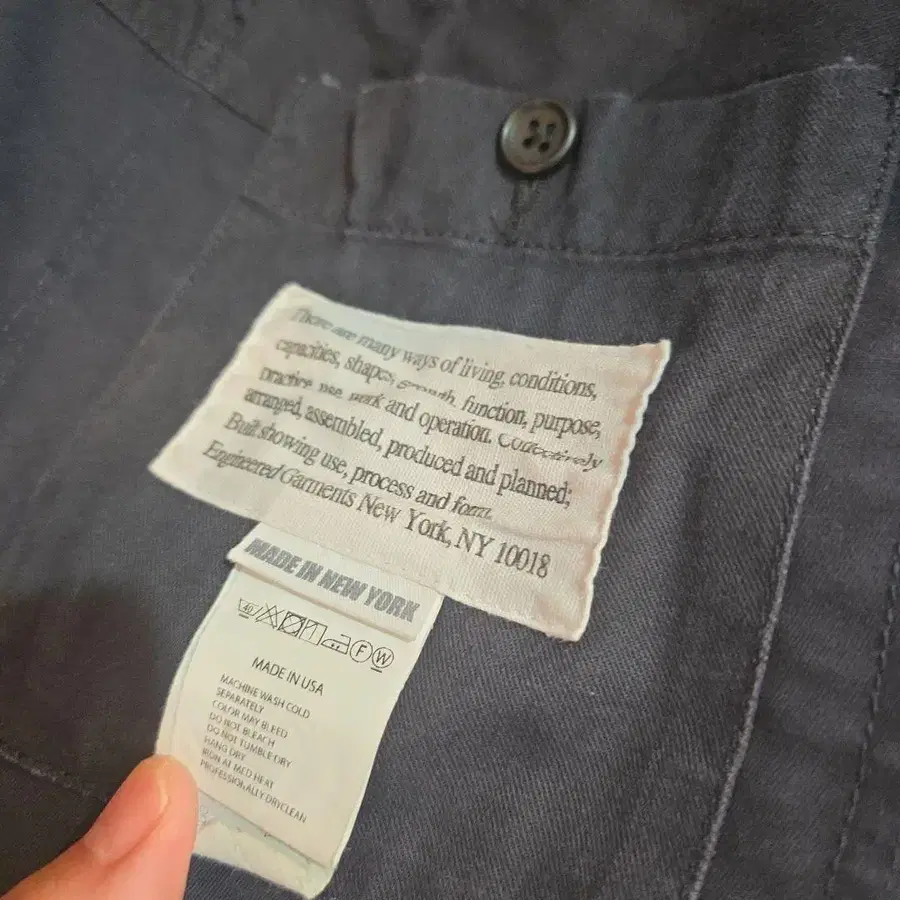 There are many ways of living, conditions,
capacities, shapes, growth, function, purpose,
practice, use, work and operation. Collectively
arranged, assembled, produced and planned;
Built showing use, process and form.
Engineered Garments New York, NY 10018
MADE IN NEW YORK
40 F W
MADE IN USA
MACHINE WASH COLD
SEPARATELY
COLOR MAY BLEED
DO NOT BLEACH
DO NOT TUMBLE DRY
HANG DRY
IRON AT MED HEAT
PROFESSIONALLY DRYCLEAN